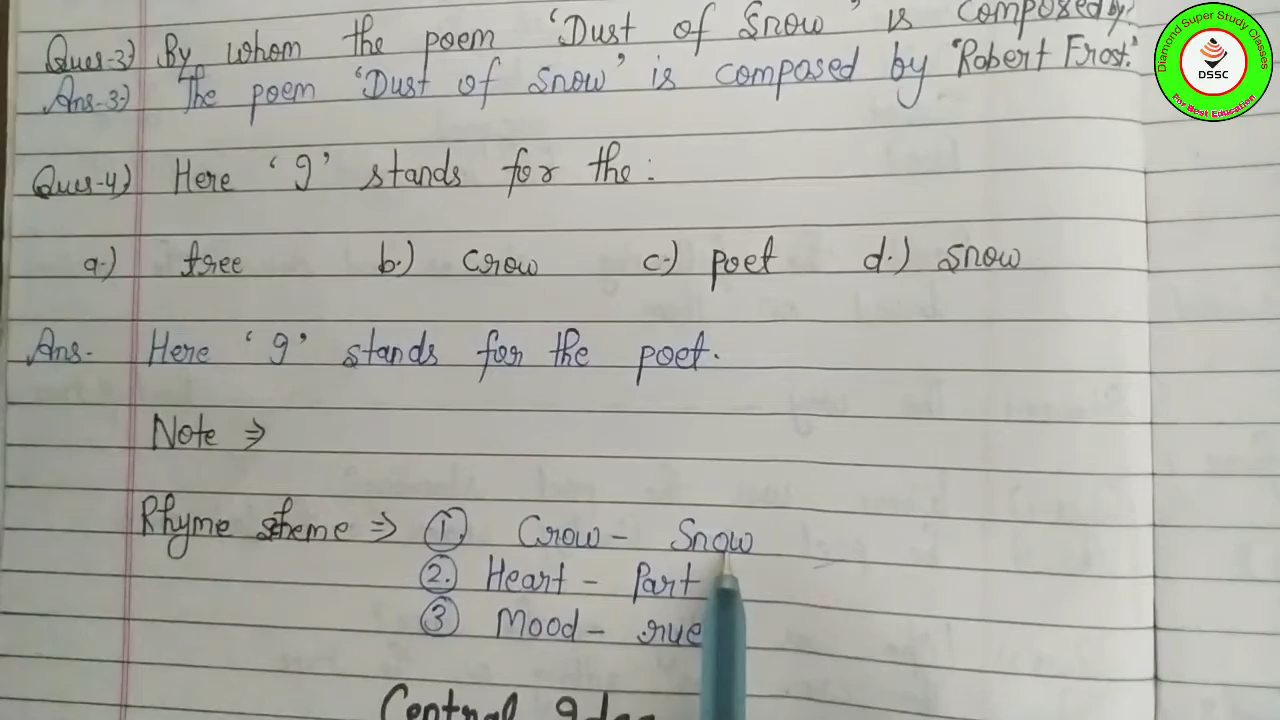 Ques-3) By whom the poem 'Dust of Snow' is composed by?
Ans-3) The poem 'Dust of Snow' is composed by 'Robert Frost.'
Ques-4) Here 'I' stands for the :
a.) tree b.) Crow c.) poet d.) Snow
Ans. Here 'I' stands for the poet.
Note ⇒
Rhyme scheme ⇒ ① Crow - Snow
② Heart - Part
③ Mood - rue
Central Idea
Diamond Super Study Classes
DSSC
For Best Education